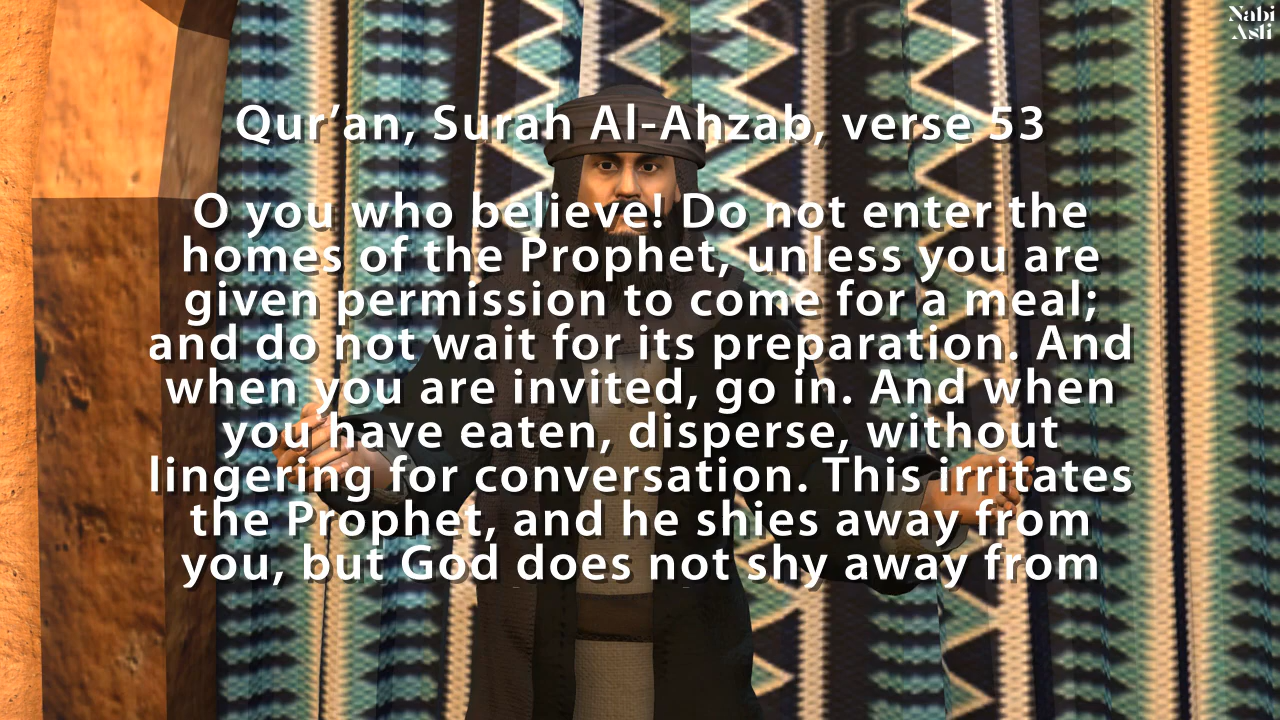 Nabi
Asli
Qur’an, Surah Al-Ahzab, verse 53
O you who believe! Do not enter the
homes of the Prophet, unless you are
given permission to come for a meal;
and do not wait for its preparation. And
when you are invited, go in. And when
you have eaten, disperse, without
lingering for conversation. This irritates
the Prophet, and he shies away from
you, but God does not shy away from